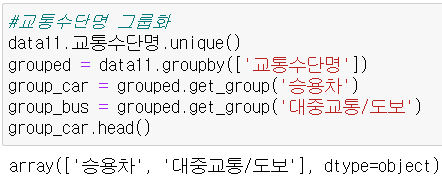 #교통수단명 그룹화
data11.교통수단명.unique()
grouped = data11.groupby(['교통수단명'])
group_car = grouped.get_group('승용차')
group_bus = grouped.get_group('대중교통/도보')
group_car.head()
array(['승용차', '대중교통/도보'], dtype=object)